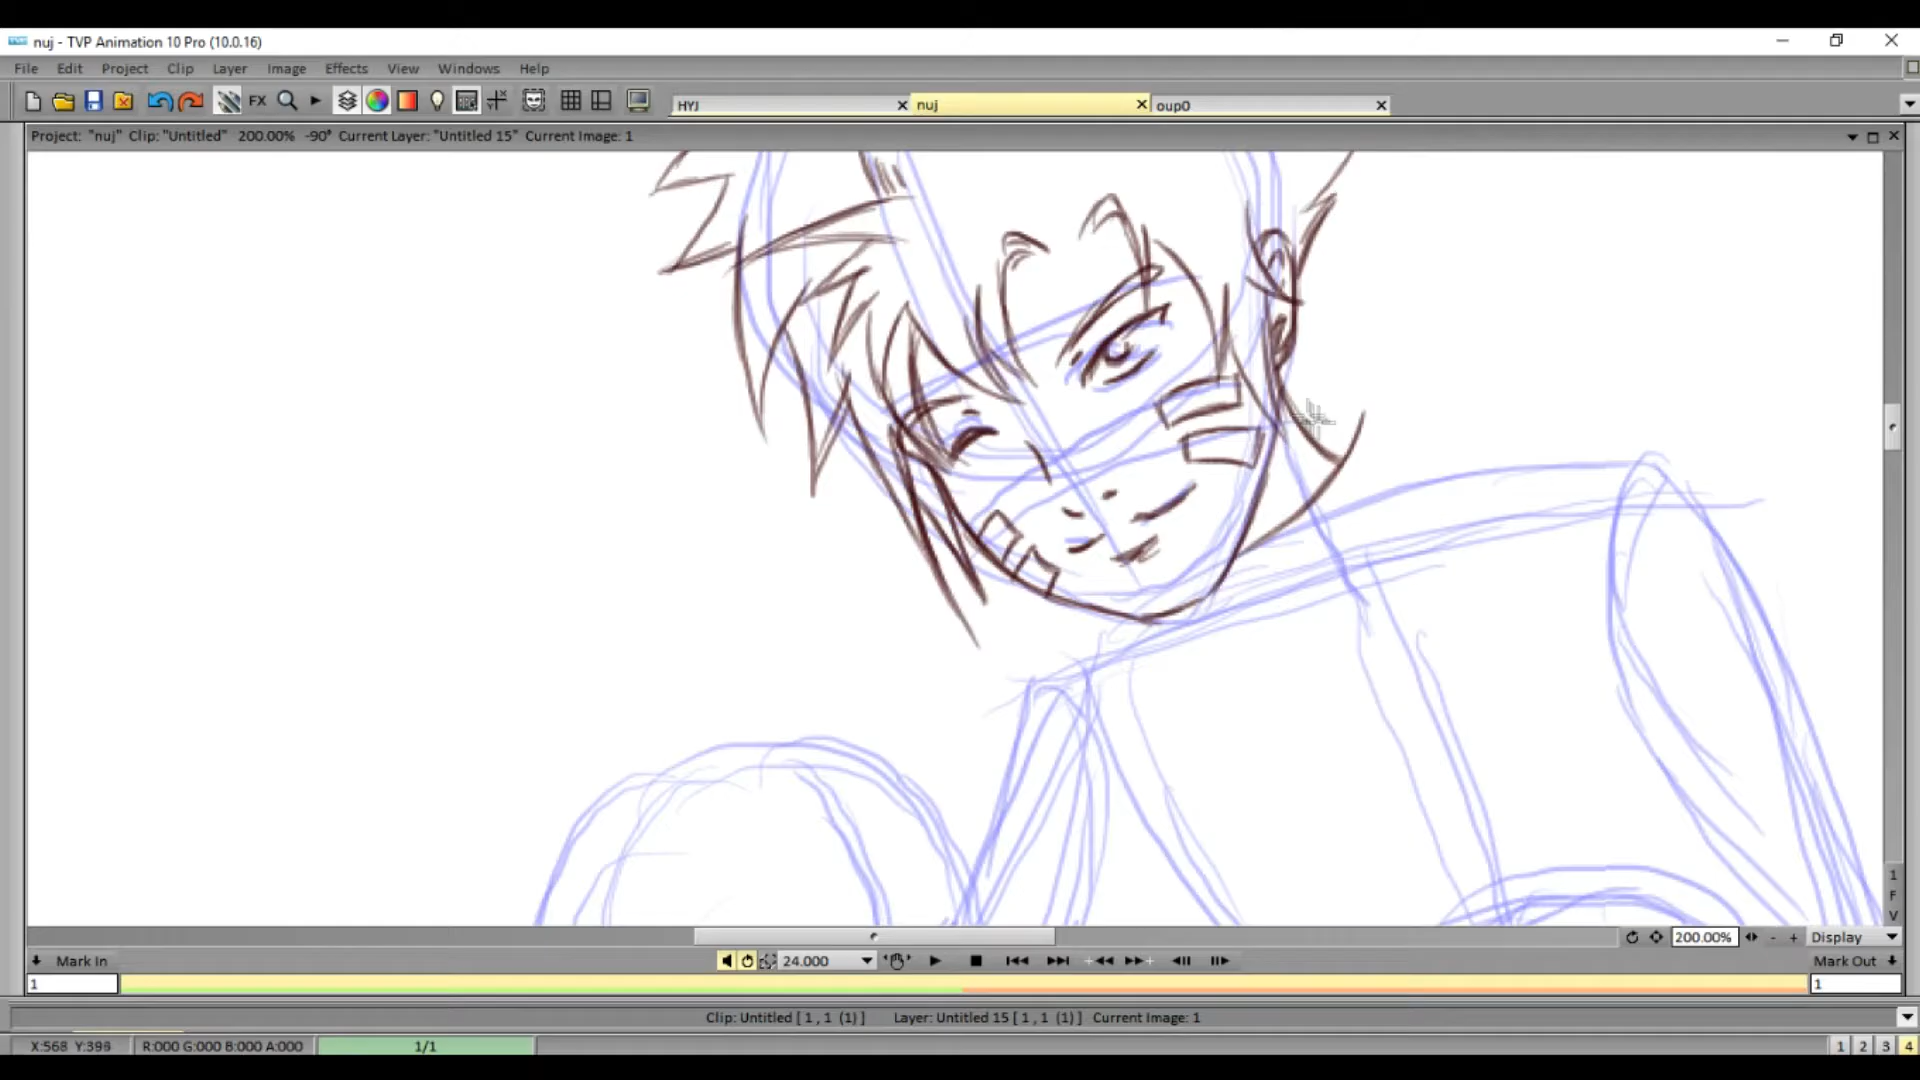 nuj - TVP Animation 10 Pro (10.0.16)
File Edit Project Clip Layer Image Effects View Windows Help
FX HYJ nuj oup0
Project: "nuj" Clip: "Untitled" 200.00% -90° Current Layer: "Untitled 15" Current Image: 1
1
F
V
200.00% - + Display
Mark In 24.000 Mark Out
1 1
Clip: Untitled [ 1 , 1 (1) ] Layer: Untitled 15 [ 1 , 1 (1) ] Current Image: 1
X:568 Y:398 R:000 G:000 B:000 A:000 1/1 1 2 3 4